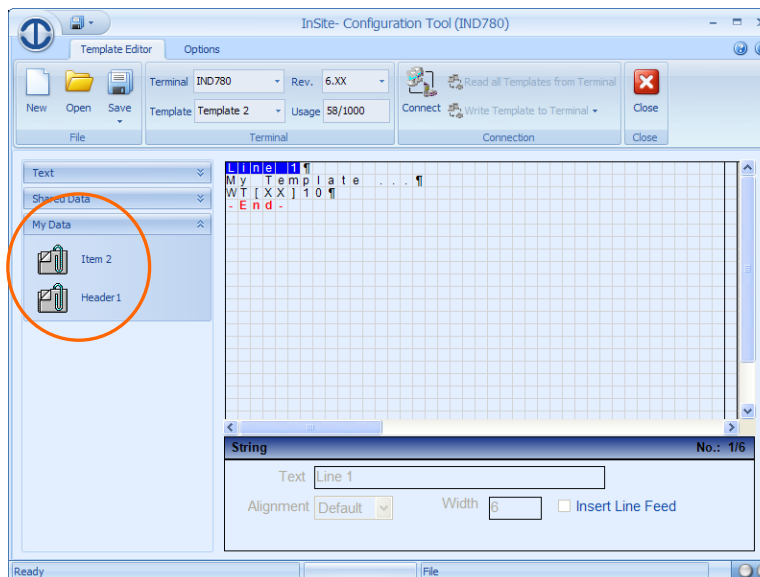 InSite- Configuration Tool (IND780)
Template Editor Options
New Open Save
Terminal IND780 Rev. 6.XX
Template Template 2 Usage 58/1000
Connect Read all Templates from Terminal
Write Template to Terminal
Close
File Terminal Connection Close
Text
Shared Data
My Data
Item 2
Header1
Line 1¶
My Template ...¶
WT[XX]10¶
-End-
String No.: 1/6
Text Line 1
Alignment Default Width 6 Insert Line Feed
Ready File